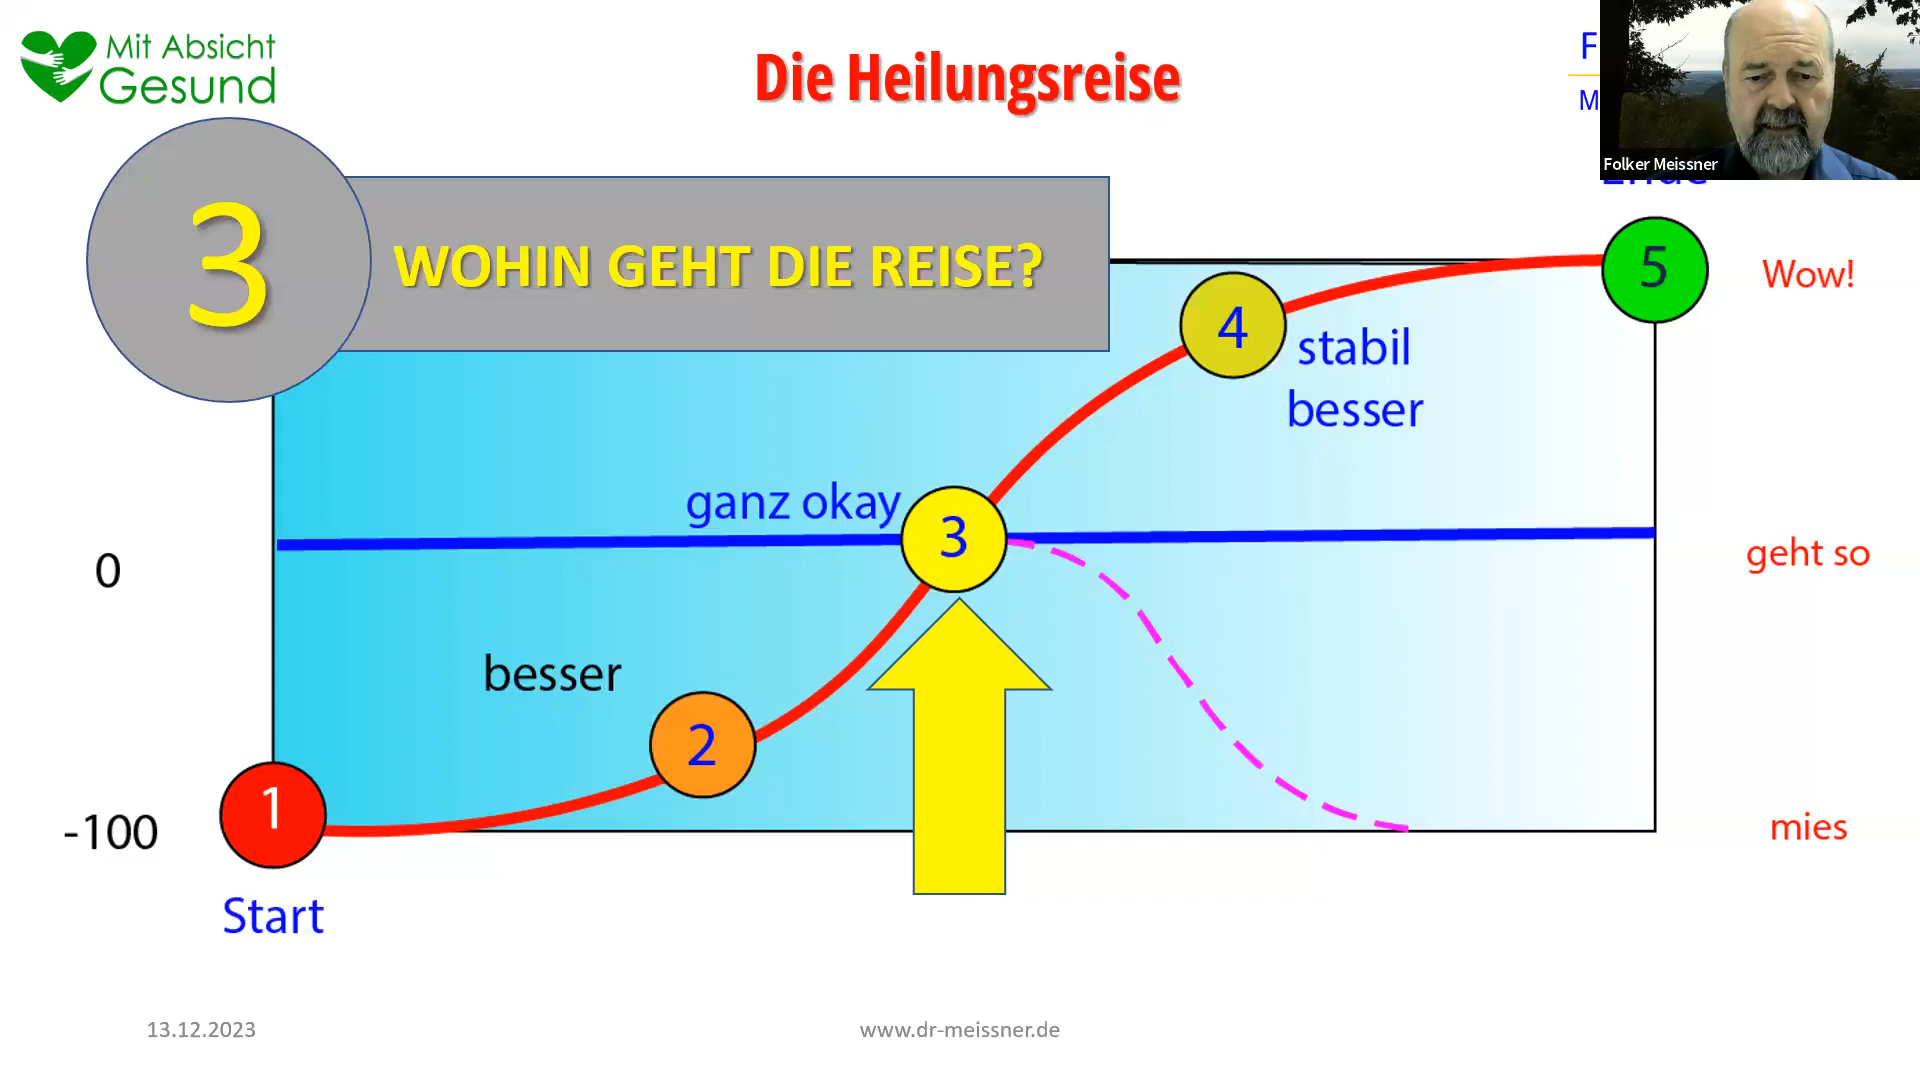 Mit Absicht
Gesund
Die Heilungsreise
F
M
Folker Meissner
Ende
3
WOHIN GEHT DIE REISE?
5
Wow!
4
stabil
besser
ganz okay
3
0
geht so
besser
2
1
-100
mies
Start
13.12.2023
www.dr-meissner.de